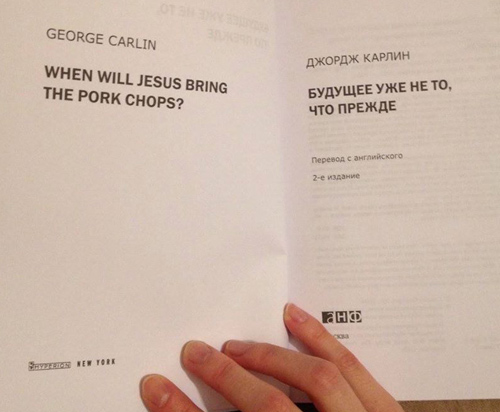 GEORGE CARLIN
WHEN WILL JESUS BRING
THE PORK CHOPS?
HYPERION NEW YORK
ДЖОРДЖ КАРЛИН
БУДУЩЕЕ УЖЕ НЕ ТО,
ЧТО ПРЕЖДЕ
Перевод с английского
2-е издание
АНФ